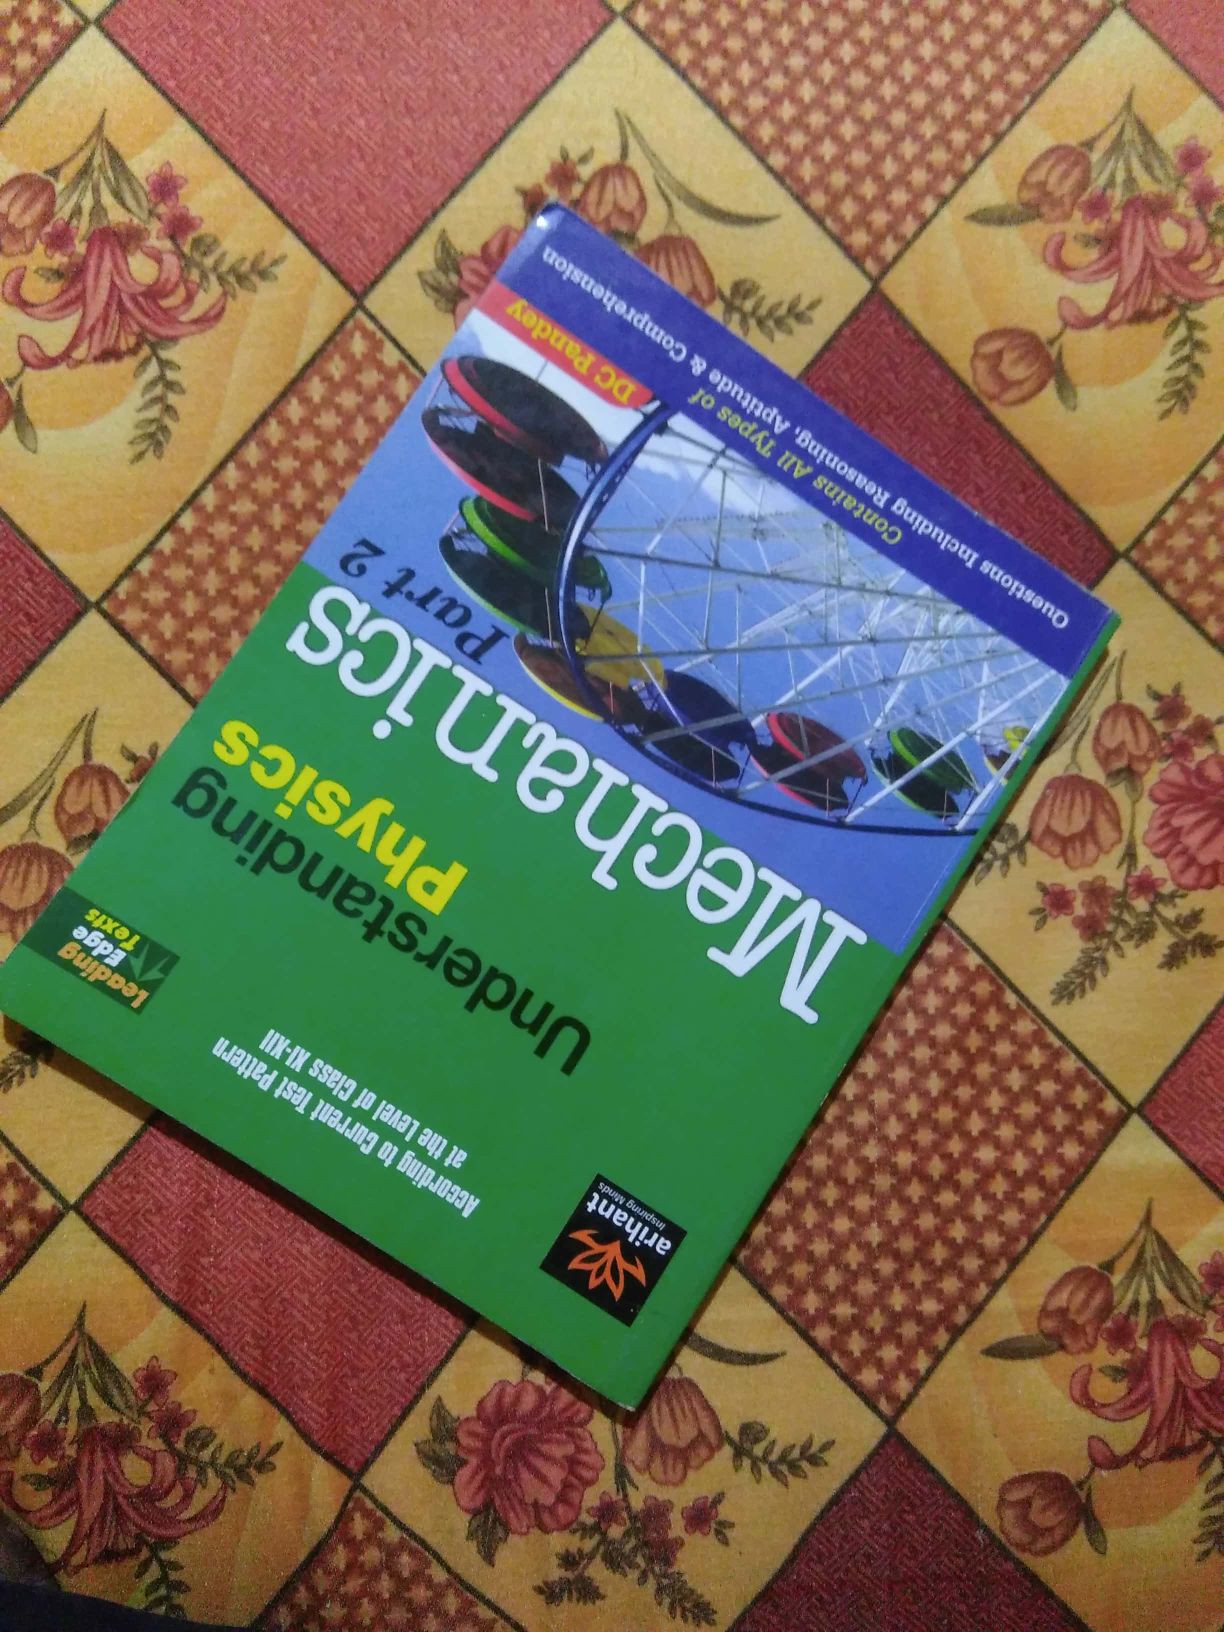 arihant
Inspiring Minds
According to Current Test Pattern
at the Level of Class XI-XII
Leading
Edge
Texts
Understanding
Physics
Mechanics
Part 2
DC Pandey
Contains All Types of
Questions Including Reasoning, Aptitude & Comprehension